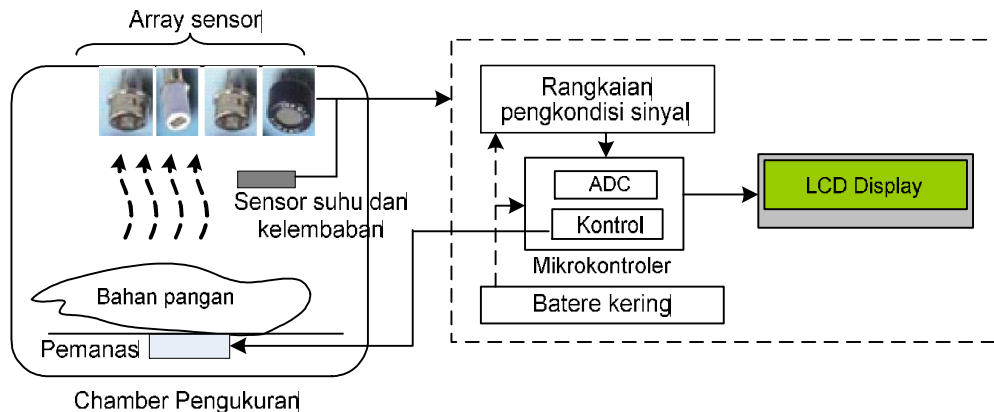 Array sensor
Rangkaian
pengkondisi sinyal
ADC
Kontrol
Mikrokontroler
LCD Display
Sensor suhu dan
kelembaban
Bahan pangan
Batere kering
Pemanas
Chamber Pengukuran